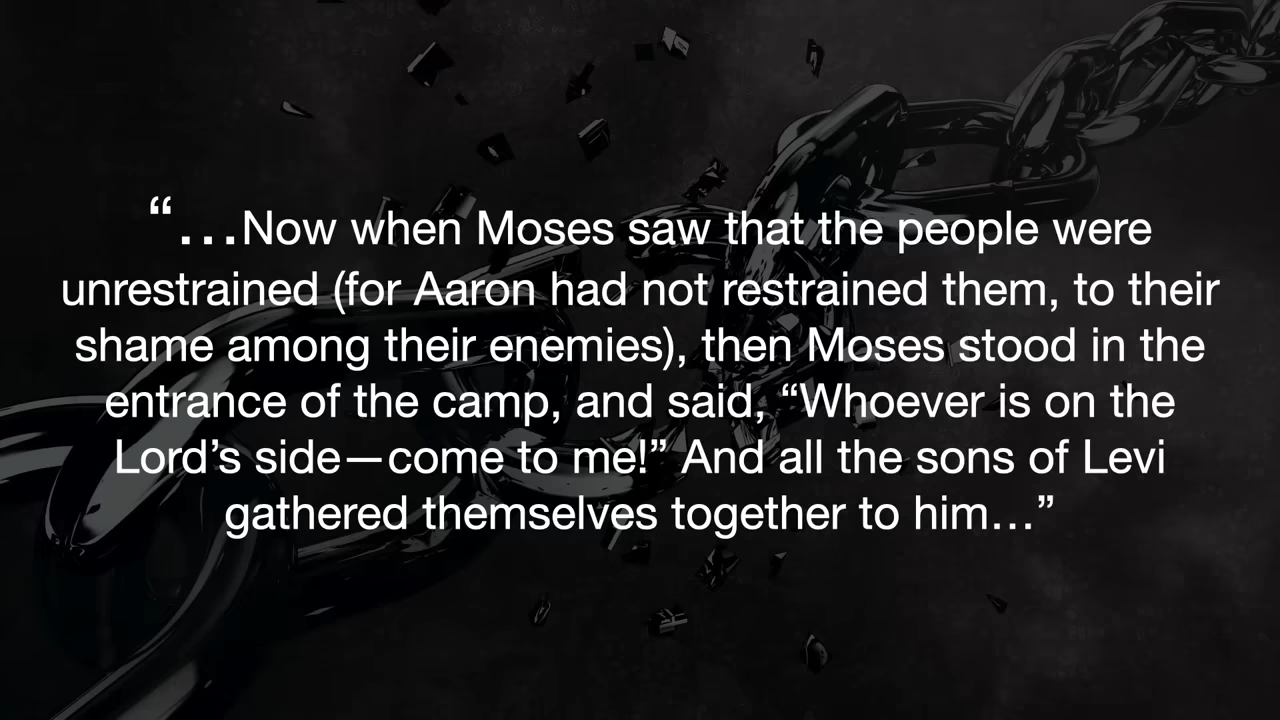 “…Now when Moses saw that the people were
unrestrained (for Aaron had not restrained them, to their
shame among their enemies), then Moses stood in the
entrance of the camp, and said, “Whoever is on the
Lord’s side—come to me!” And all the sons of Levi
gathered themselves together to him…”